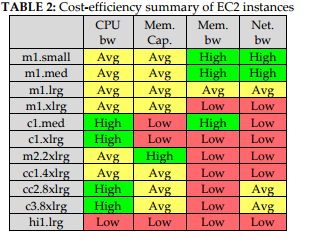 TABLE 2: Cost-efficiency summary of EC2 instances
CPU bw Mem. Cap. Mem. bw Net. bw
m1.small Avg Avg High High
m1.med Avg Avg High High
m1.lrg Avg Avg Avg Avg
m1.xlrg Avg Avg Low Low
c1.med High Low High Low
c1.xlrg High Low Low Low
m2.2xlrg Avg High Low Low
cc1.4xlrg Avg Avg Low Low
cc2.8xlrg High Avg Low Avg
c3.8xlrg High Avg Low Avg
hi1.lrg Low Low Low Low